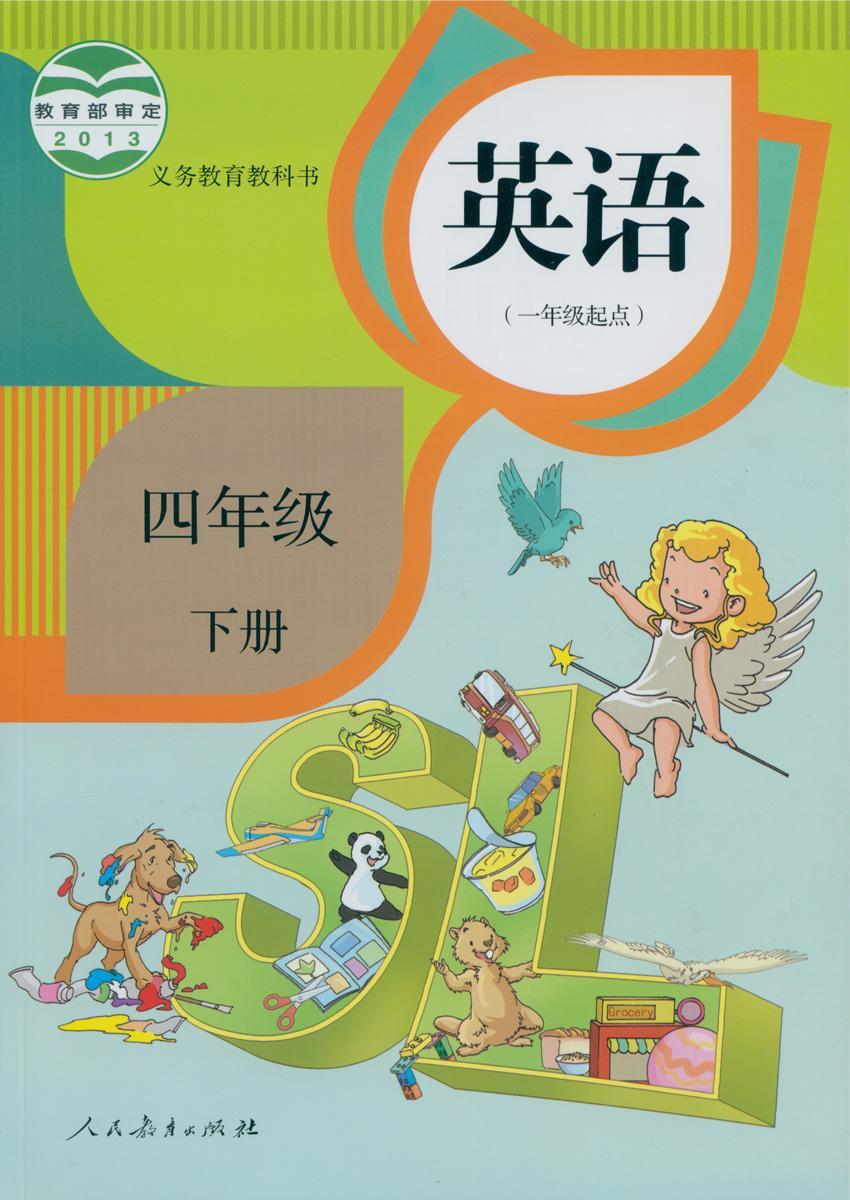 教育部审定
2013
义务教育教科书
英语
（一年级起点）
四年级
下册
SL
Grocery
人民教育出版社